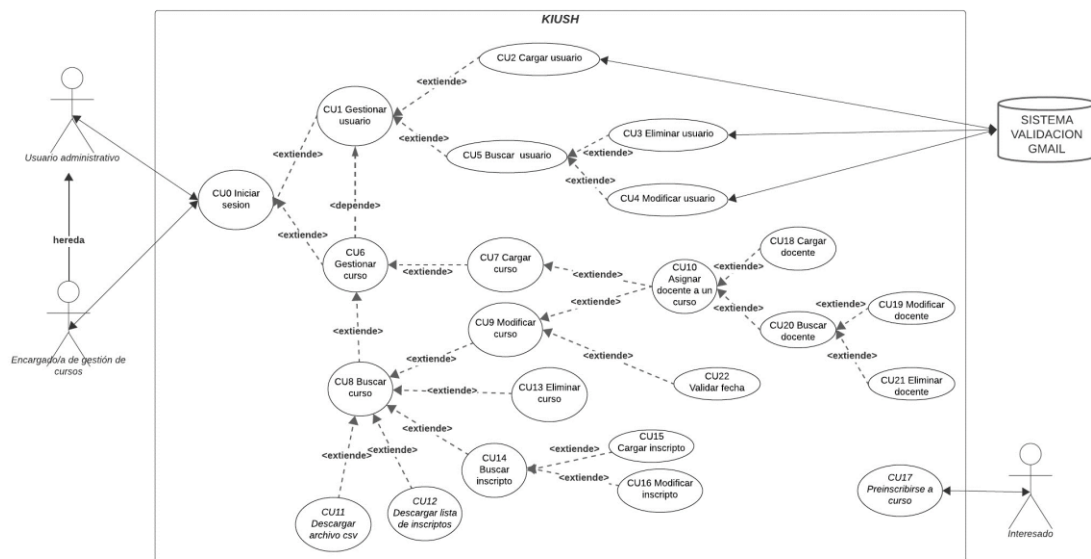 KIUSH
CU2 Cargar usuario
<extiende>
CU1 Gestionar
usuario
SISTEMA
VALIDACION
GMAIL
CU3 Eliminar usuario
<extiende>
CU5 Buscar usuario
<extiende>
<extiende>
<extiende>
CU4 Modificar usuario
Usuario administrativo
CU0 Iniciar
sesion
<depende>
hereda
<extiende>
CU6
Gestionar
curso
<extiende>
CU7 Cargar
curso
<extiende>
CU10
Asignar
docente a un
curso
<extiende>
CU18 Cargar
docente
<extiende>
CU20 Buscar
docente
CU19 Modificar
docente
<extiende>
<extiende>
CU21 Eliminar
docente
<extiende>
CU9 Modificar
curso
<extiende>
CU22
Validar fecha
Encargado/a de gestión de
cursos
<extiende>
<extiende>
CU8 Buscar
curso
<extiende>
CU13 Eliminar
curso
<extiende>
CU14
Buscar
inscripto
<extiende>
CU15
Cargar inscripto
<extiende>
CU16 Modificar
inscripto
<extiende>
<extiende>
CU11
Descargar
archivo csv
CU12
Descargar lista
de inscriptos
CU17
Preinscribirse a
curso
Interesado